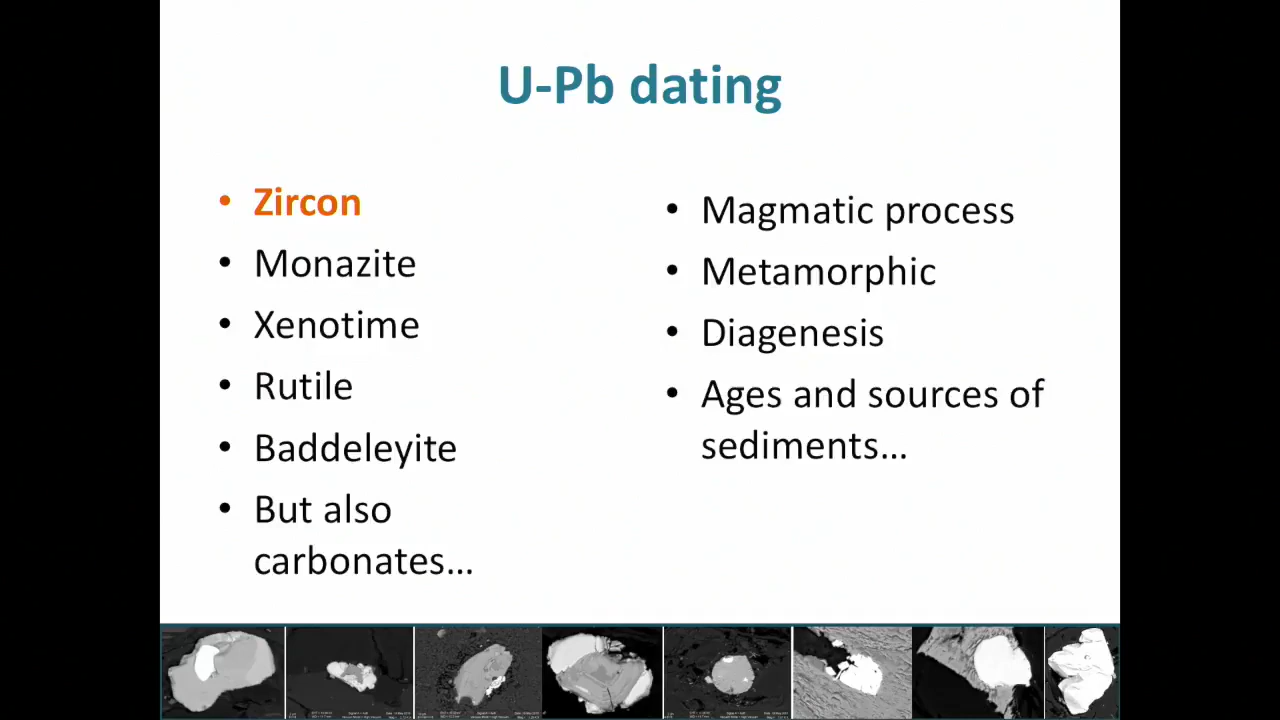 U-Pb dating
• Zircon
• Monazite
• Xenotime
• Rutile
• Baddeleyite
• But also
carbonates...
• Magmatic process
• Metamorphic
• Diagenesis
• Ages and sources of
sediments...